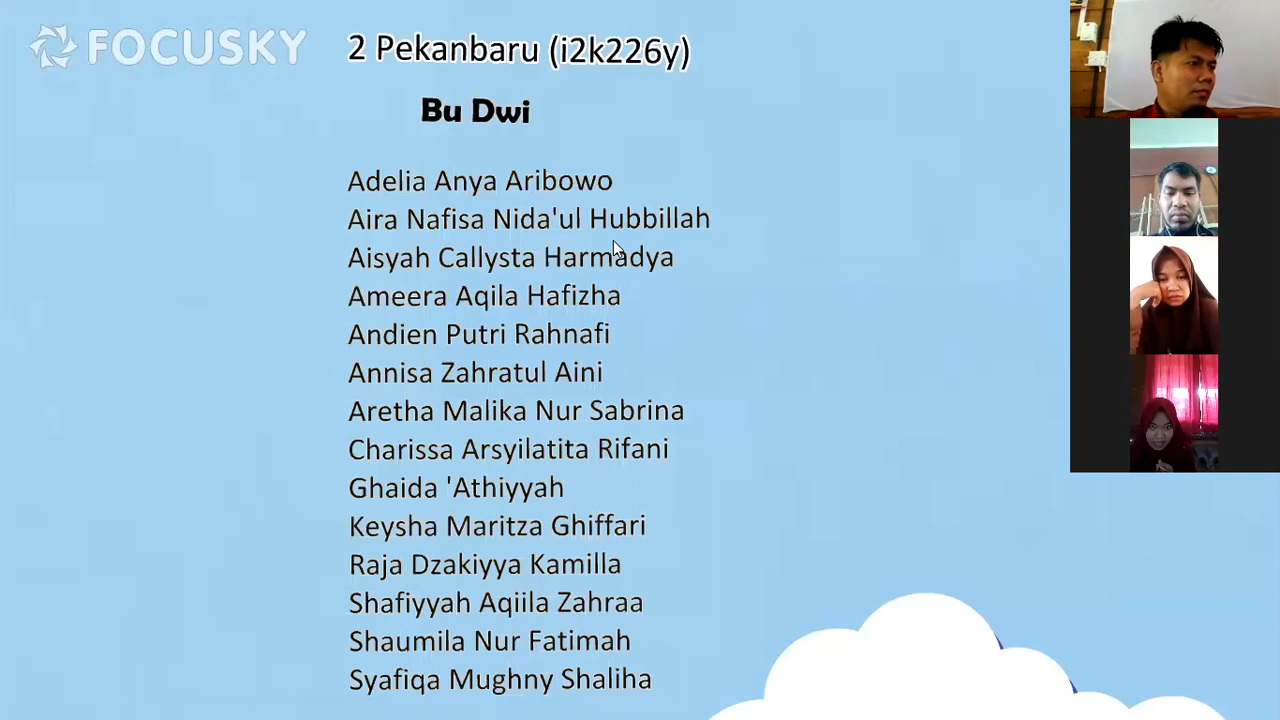 FOCUSKY
2 Pekanbaru (i2k226y)
Bu Dwi
Adelia Anya Aribowo
Aira Nafisa Nida'ul Hubbillah
Aisyah Callysta Harmadya
Ameera Aqila Hafizha
Andien Putri Rahnafi
Annisa Zahratul Aini
Aretha Malika Nur Sabrina
Charissa Arsyilatita Rifani
Ghaida 'Athiyyah
Keysha Maritza Ghiffari
Raja Dzakiyya Kamilla
Shafiyyah Aqiila Zahraa
Shaumila Nur Fatimah
Syafiqa Mughny Shaliha